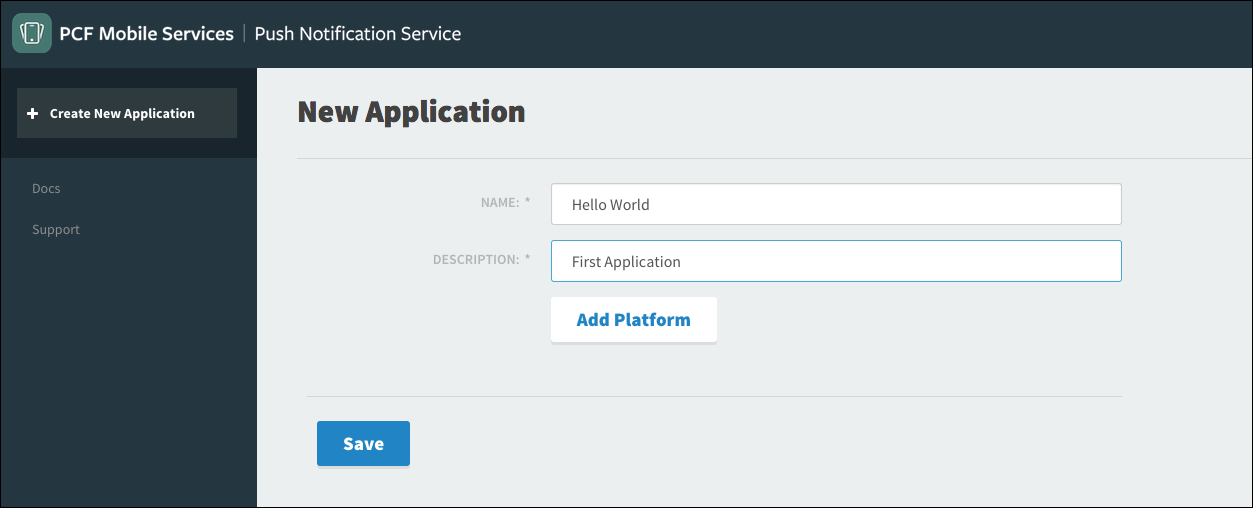 PCF Mobile Services | Push Notification Service
+ Create New Application
Docs
Support
New Application
NAME: * Hello World
DESCRIPTION: * First Application
Add Platform
Save